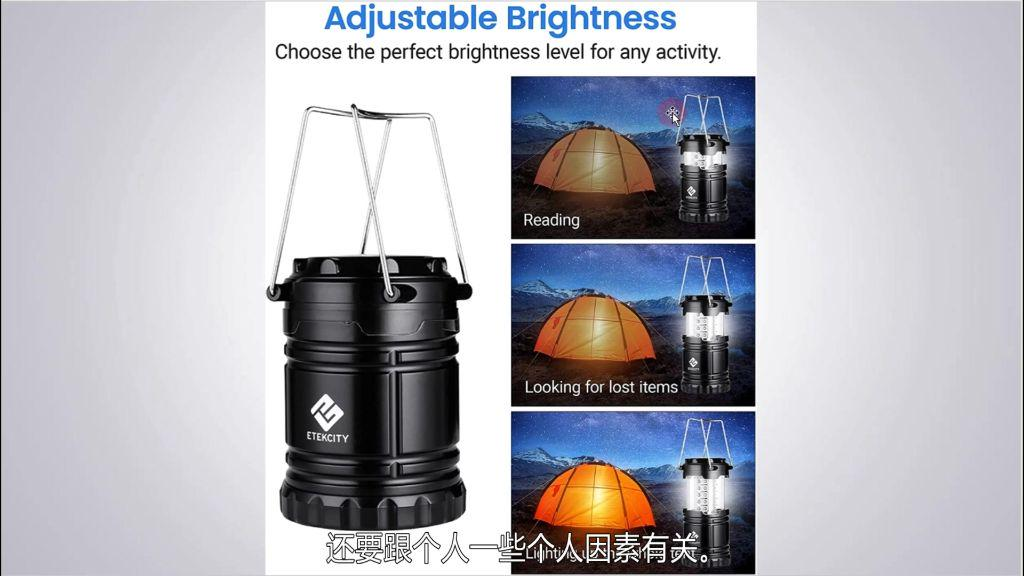 Adjustable Brightness
Choose the perfect brightness level for any activity.
Reading
Looking for lost items
ETEKCITY
还要跟个人一些个人因素有关。